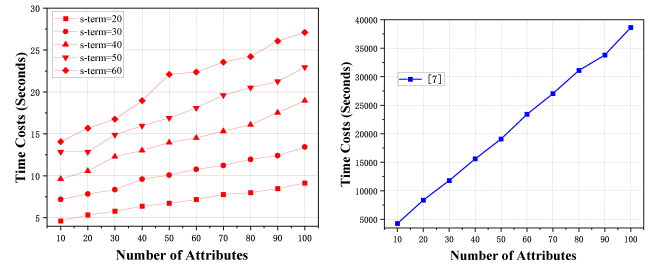 30
25
20
15
10
5
s-term=20
s-term=30
s-term=40
s-term=50
s-term=60
Time Costs (Seconds)
10 20 30 40 50 60 70 80 90 100
Number of Attributes
40000
35000
30000
25000
20000
15000
10000
5000
[7]
Time Costs (Seconds)
10 20 30 40 50 60 70 80 90 100
Number of Attributes